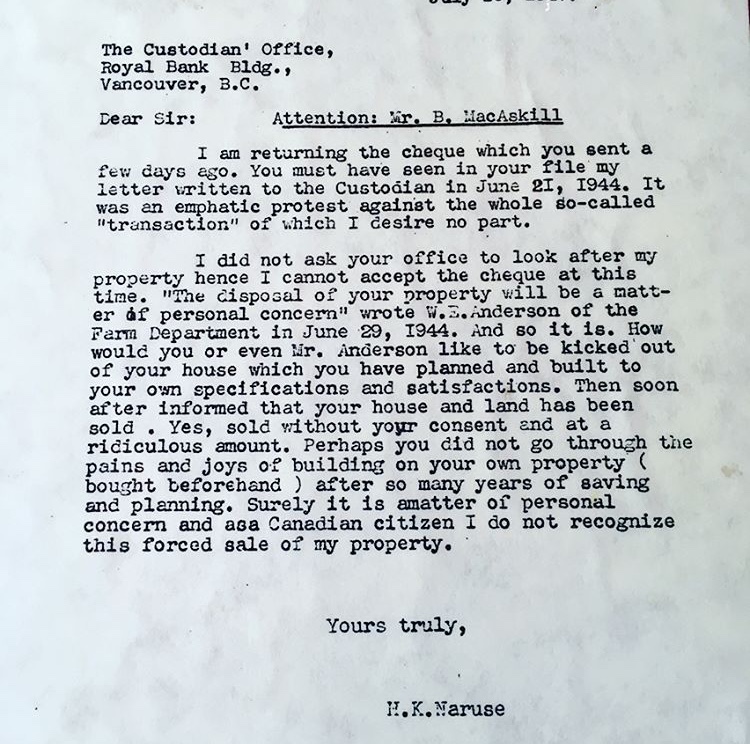 The Custodian' Office,
Royal Bank Bldg.,
Vancouver, B.C.
Dear Sir: Attention: Mr. B. MacAskill
I am returning the cheque which you sent a
few days ago. You must have seen in your file my
letter written to the Custodian in June 21, 1944. It
was an emphatic protest against the whole so-called
"transaction" of which I desire no part.
I did not ask your office to look after my
property hence I cannot accept the cheque at this
time. "The disposal of your property will be a matt-
er of personal concern" wrote W.E.Anderson of the
Farm Department in June 29, 1944. And so it is. How
would you or even Mr. Anderson like to be kicked out
of your house which you have planned and built to
your own specifications and satisfactions. Then soon
after informed that your house and land has been
sold . Yes, sold without your consent and at a
ridiculous amount. Perhaps you did not go through the
pains and joys of building on your own property (
bought beforehand ) after so many years of saving
and planning. Surely it is amatter of personal
concern and asa Canadian citizen I do not recognize
this forced sale of my property.
Yours truly,
H.K.Naruse